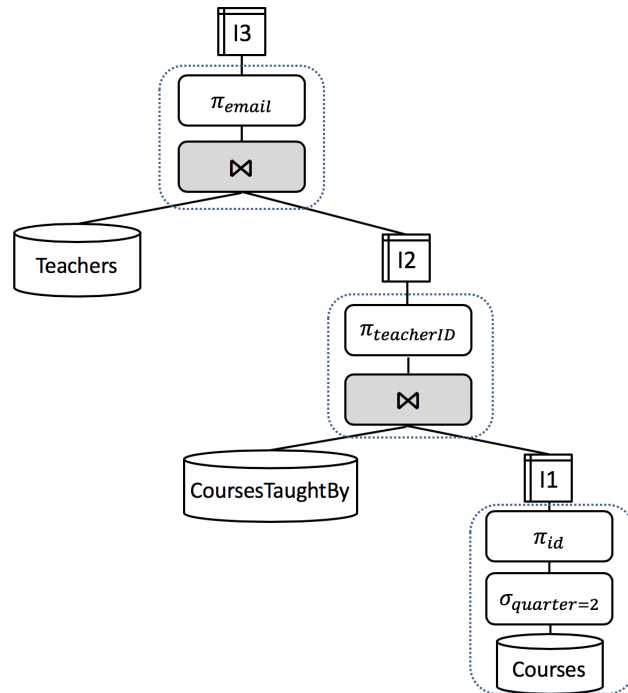 I3
π_email
⋈
Teachers
I2
π_teacherID
⋈
CoursesTaughtBy
I1
π_id
σ_quarter=2
Courses